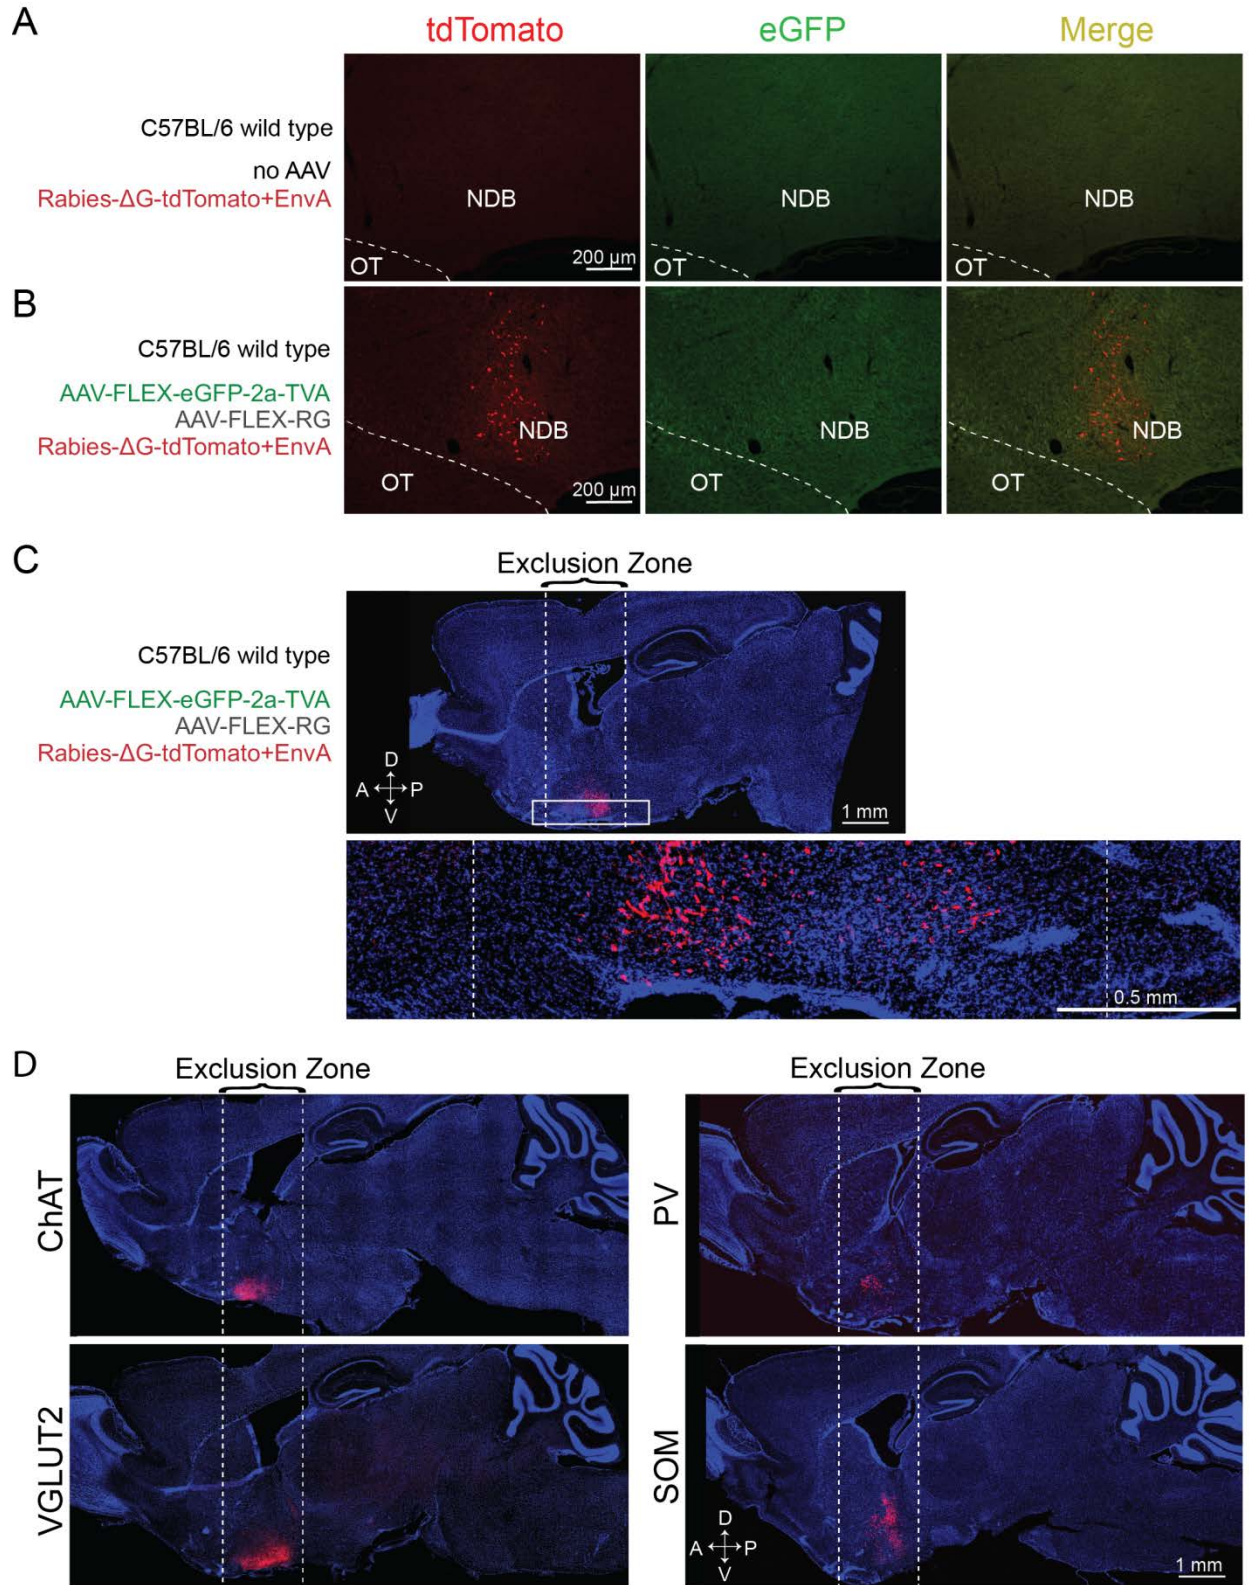 A
tdTomato
eGFP
Merge
C57BL/6 wild type
no AAV
Rabies-ΔG-tdTomato+EnvA
NDB
OT
200 µm
NDB
OT
NDB
OT
B
C57BL/6 wild type
AAV-FLEX-eGFP-2a-TVA
AAV-FLEX-RG
Rabies-ΔG-tdTomato+EnvA
NDB
OT
200 µm
NDB
OT
NDB
OT
C
Exclusion Zone
C57BL/6 wild type
AAV-FLEX-eGFP-2a-TVA
AAV-FLEX-RG
Rabies-ΔG-tdTomato+EnvA
D
A P
V
1 mm
0.5 mm
D
Exclusion Zone
Exclusion Zone
ChAT
PV
VGLUT2
SOM
D
A P
V
1 mm